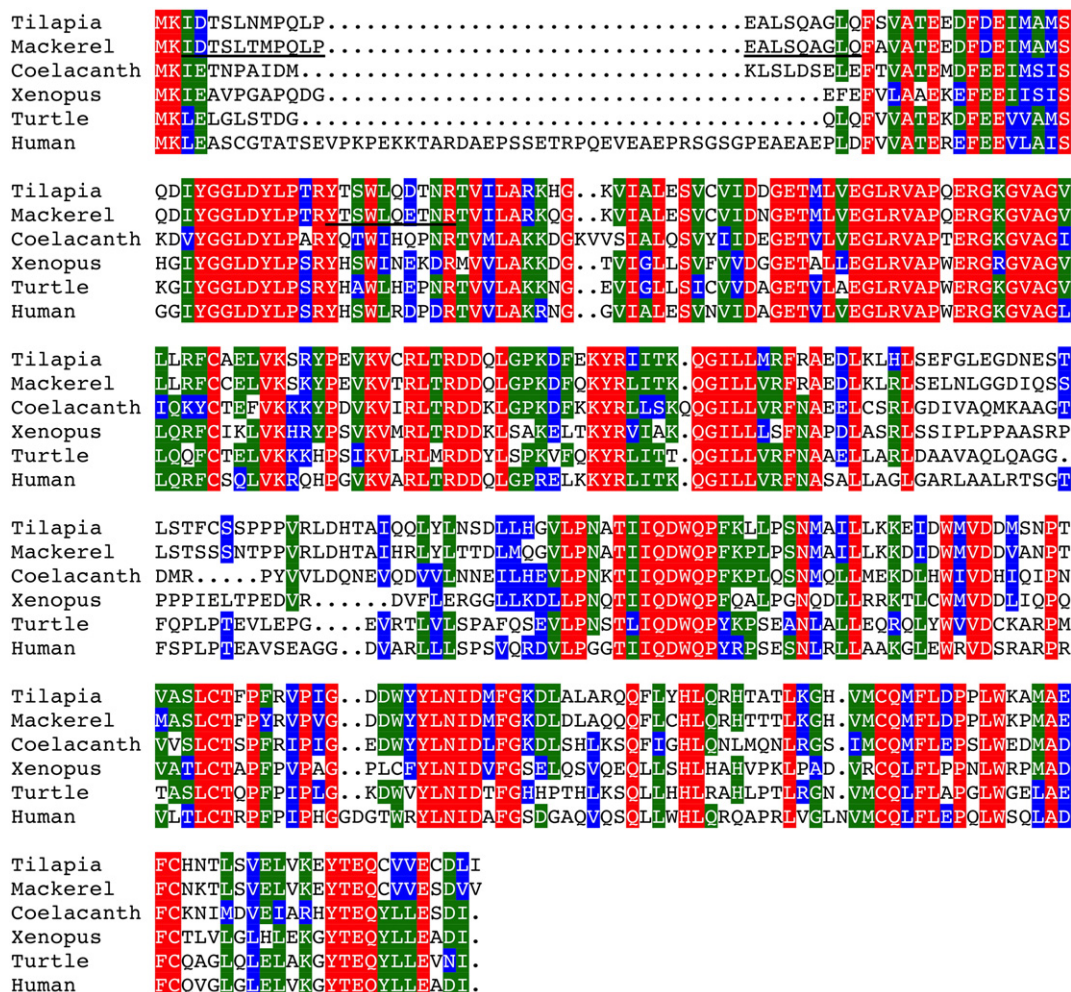 Tilapia MKIDTSLNMPQLP................................EALSQAGLQFSVATEEDFDEIMAMS
Mackerel MKIDTSLTMPQLP................................EALSQAGLQFAVATEEDFDEIMAMS
Coelacanth MKIETNPAIDM..................................KLSLDSELEFTVATEMDFEEIMSIS
Xenopus MKIEAVPGAPQDG......................................EFEFVLAAEKEFEEIISIS
Turtle MKLELGLSTDG........................................QLQFVVATEKDFEEVVAMS
Human MKLEASCGTATSEVPKPEKKTARDAEPSSETRPQEVEAEPRSGSGPEAEAEPLDFVVATEREFEEVLAIS
Tilapia QDIYGGLDYLPTRYTSWLQDTNRTVILARKHG..KVIALESVCVIDDGETMLVEGLRVAPQERGKGVAGV
Mackerel QDIYGGLDYLPTRYTSWLQETNRTVILARKQG..KVIALESVCVIDNGETMLVEGLRVAPQERGKGVAGV
Coelacanth KDVYGGLDYLPARYQTWIHQPNRTVMLAKKDGKVVSIALQSVYIIDEGETVLVEGLRVAPTERGKGVAGI
Xenopus HGIYGGLDYLPSRYHSWINEKDRMVVLAKKDG..TVIGLLSVFVVDGGETALLEGLRVAPWERGRGVAGV
Turtle KGIYGGLDYLPSRYHAWLHEPNRTVVLAKRNG..EVIGLLSICVVDAGETVLAEGLRVAPWERGKGVAGV
Human GGIYGGLDYLPSRYHSWLRDPDRTVVLAKRNG..GVIALESVNVIDAGETVLVEGLRVAPWERGKGVAGL
Tilapia LLRFCAELVKSRYPEVKVCRLTRDDQLGPKDFEKYRIITK.QGILLMRFRAEDLKLHLSEFGLEGDNEST
Mackerel LLRFCCELVKSKYPEVKVTRLTRDDQLGPKDFQKYRLITK.QGILLVRFRAEDLKLRLSELNLGGDIQSS
Coelacanth IQKYCTEFVKKKYPDVKVIRLTRDDKLGPKDFKKYRLLSKQQGILLVRFNAEELCSRLGDIVAQMKAAGT
Xenopus LQRFCIKLVKHRYPSVKVMRLTRDDKLSAKELTKYRVIAK.QGILLLSFNAPDLASRLSSIPLPPAASRP
Turtle LQQFCTELVKKKHPSIKVLRLMRDDYLSPKVFQKYRLITT.QGILLVRFNAAELLARLDAAVAQLQAGG.
Human LQRFCSQLVKRQHPGVKVARLTRDDQLGPRELKKYRLITK.QGILLVRFNASALLAGLGARLAALRTSGT
Tilapia LSTFCSSPPPVRLDHTAIQQLYLNSDLLHGVLPNATIIQDWQPFKLLPSNMAILLKKEIDWMVDDMSNPT
Mackerel LSTSSSNTPPVRLDHTAIHRLYLTTDLMQGVLPNATIIQDWQPFKPLPSNMAILLKKDIDWMVDDVANPT
Coelacanth DMR.....PYVVLDQNEVQDVVLNNEILHEVLPNKTIIQDWQPFKPLQSNMQLLMEKDLHWIVDHIQIPN
Xenopus PPPIELTPEDVR......DVFLERGGLLKDLLPNQTIIQDWQPFQALPGNQDLLRRKTLCWMVDDLIQPQ
Turtle FQPLPTEVLEPG....EVRTLVLSPAFQSEVLPNSTLIQDWQPYKPSEANLALLEQRQLYWVVDCKARPM
Human FSPLPTEAVSEAGG..DVARLLLSPSVQRDVLPGGTIIQDWQPYRPSESNLRLLAAKGLEWRVDSRARPR
Tilapia VASLCTFPFRVPIG..DDWYYLNIDMFGKDLALARQQFLYHLQRHTATLKGH.VMCQMFLDPPLWKAMAE
Mackerel MASLCTFPYRVPVG..DDWYYLNIDMFGKDLDLAQQQFLCHLQRHTTTLKGH.VMCQMFLDPPLWKPMAE
Coelacanth VVSLCTSPFRIPIG..EDWYYLNIDLFGKDLSHLKSQFIGHLQNLMQNLRGS.IMCQMFLEPSLWEDMAD
Xenopus VATLCTAPFPVPAG..PLCFYLNIDVFGSELQSVQEQLLSHLHAHVPKLPAD.VRCQLFLPPNLWRPMAD
Turtle TASLCTQPFPIPLG..KDWVYLNIDTFGHHPTHLKSQLLHHLRAHLPTLRGN.VMCQLFLAPGLWGELAE
Human VLTLCTRPFPIPHGGDGTWRYLNIDAFGSDGAQVQSQLLWHLQRQAPRLVGLNVMCQLFLEPQLWSQLAD
Tilapia FCHNTLSVELVKEYTEQCVVECDLI
Mackerel FCNKTLSVELVKEYTEQCVVESDVV
Coelacanth FCKNIMDVEIARHYTEQYLLESDI.
Xenopus FCTLVLGLHLEKGYTEQYLLEADI.
Turtle FCQAGLQLELAKGYTEQYLLEVNI.
Human FCQVGLGLELVKGYTEQYLLEADI.